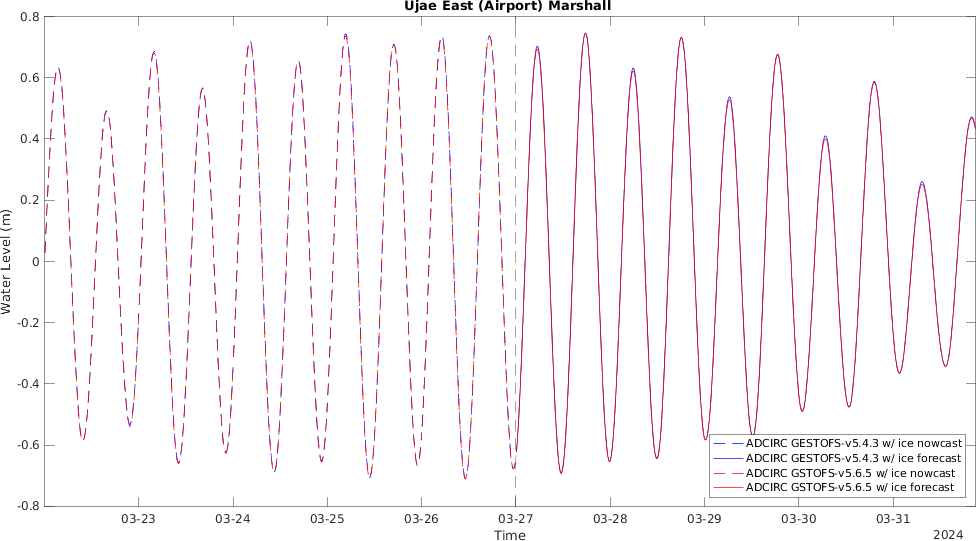 Ujae East (Airport) Marshall
Water Level (m)
0.8
0.6
0.4
0.2
0
-0.2
-0.4
-0.6
-0.8
ADCIRC GESTOFS-v5.4.3 w/ ice nowcast
ADCIRC GESTOFS-v5.4.3 w/ ice forecast
ADCIRC GSTOFS-v5.6.5 w/ ice nowcast
ADCIRC GSTOFS-v5.6.5 w/ ice forecast
03-23 03-24 03-25 03-26 03-27 03-28 03-29 03-30 03-31
Time
2024